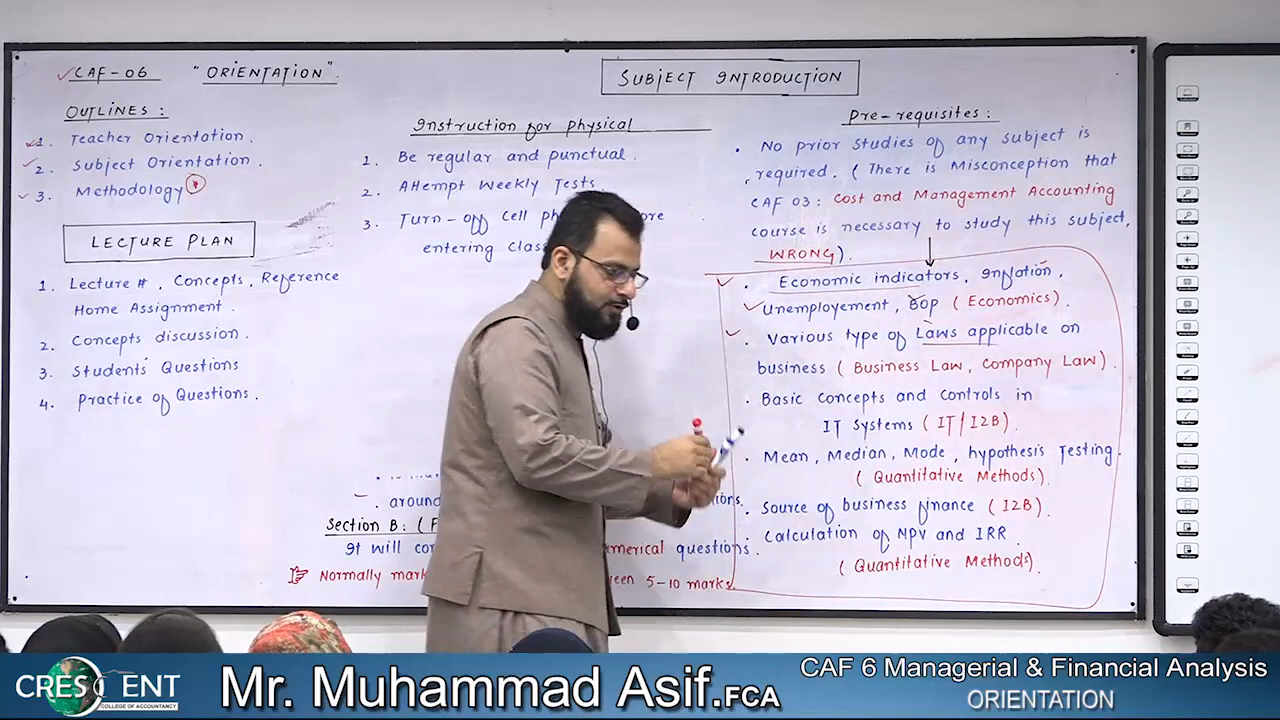 CAF-06 "ORIENTATION".
OUTLINES :
1. Teacher Orientation.
2. Subject Orientation.
3. Methodology
LECTURE PLAN
1. Lecture #, Concepts, Reference
Home Assignment.
2. Concepts discussion.
3. Students' Questions
4. Practice of Questions.
SUBJECT INTRODUCTION
Instruction for physical
1. Be regular and punctual.
2. Attempt Weekly Tests.
3. Turn-off Cell ore
entering Clas
around ions.
Section B: (F
It will co merical questions.
Normally mark een 5-10 marks
Pre-requisites :
• No prior studies of any subject is
required. (There is Misconception that
CAF 03: Cost and Management Accounting
course is necessary to study this subject,
WRONG).
Economic indicators, Inflation,
Unemployement, BOP (Economics).
Various type of Laws applicable on
business (Business Law, Company Law).
Basic Concepts and Controls in
IT Systems (IT/I2B).
Mean, Median, Mode, hypothesis Testing.
(Quantitative Methods).
Source of business finance (I2B).
Calculation of NPV and IRR.
(Quantitative Methods).
CRESCENT
COLLEGE OF ACCOUNTANCY
Mr. Muhammad Asif.FCA
CAF 6 Managerial & Financial Analysis
ORIENTATION